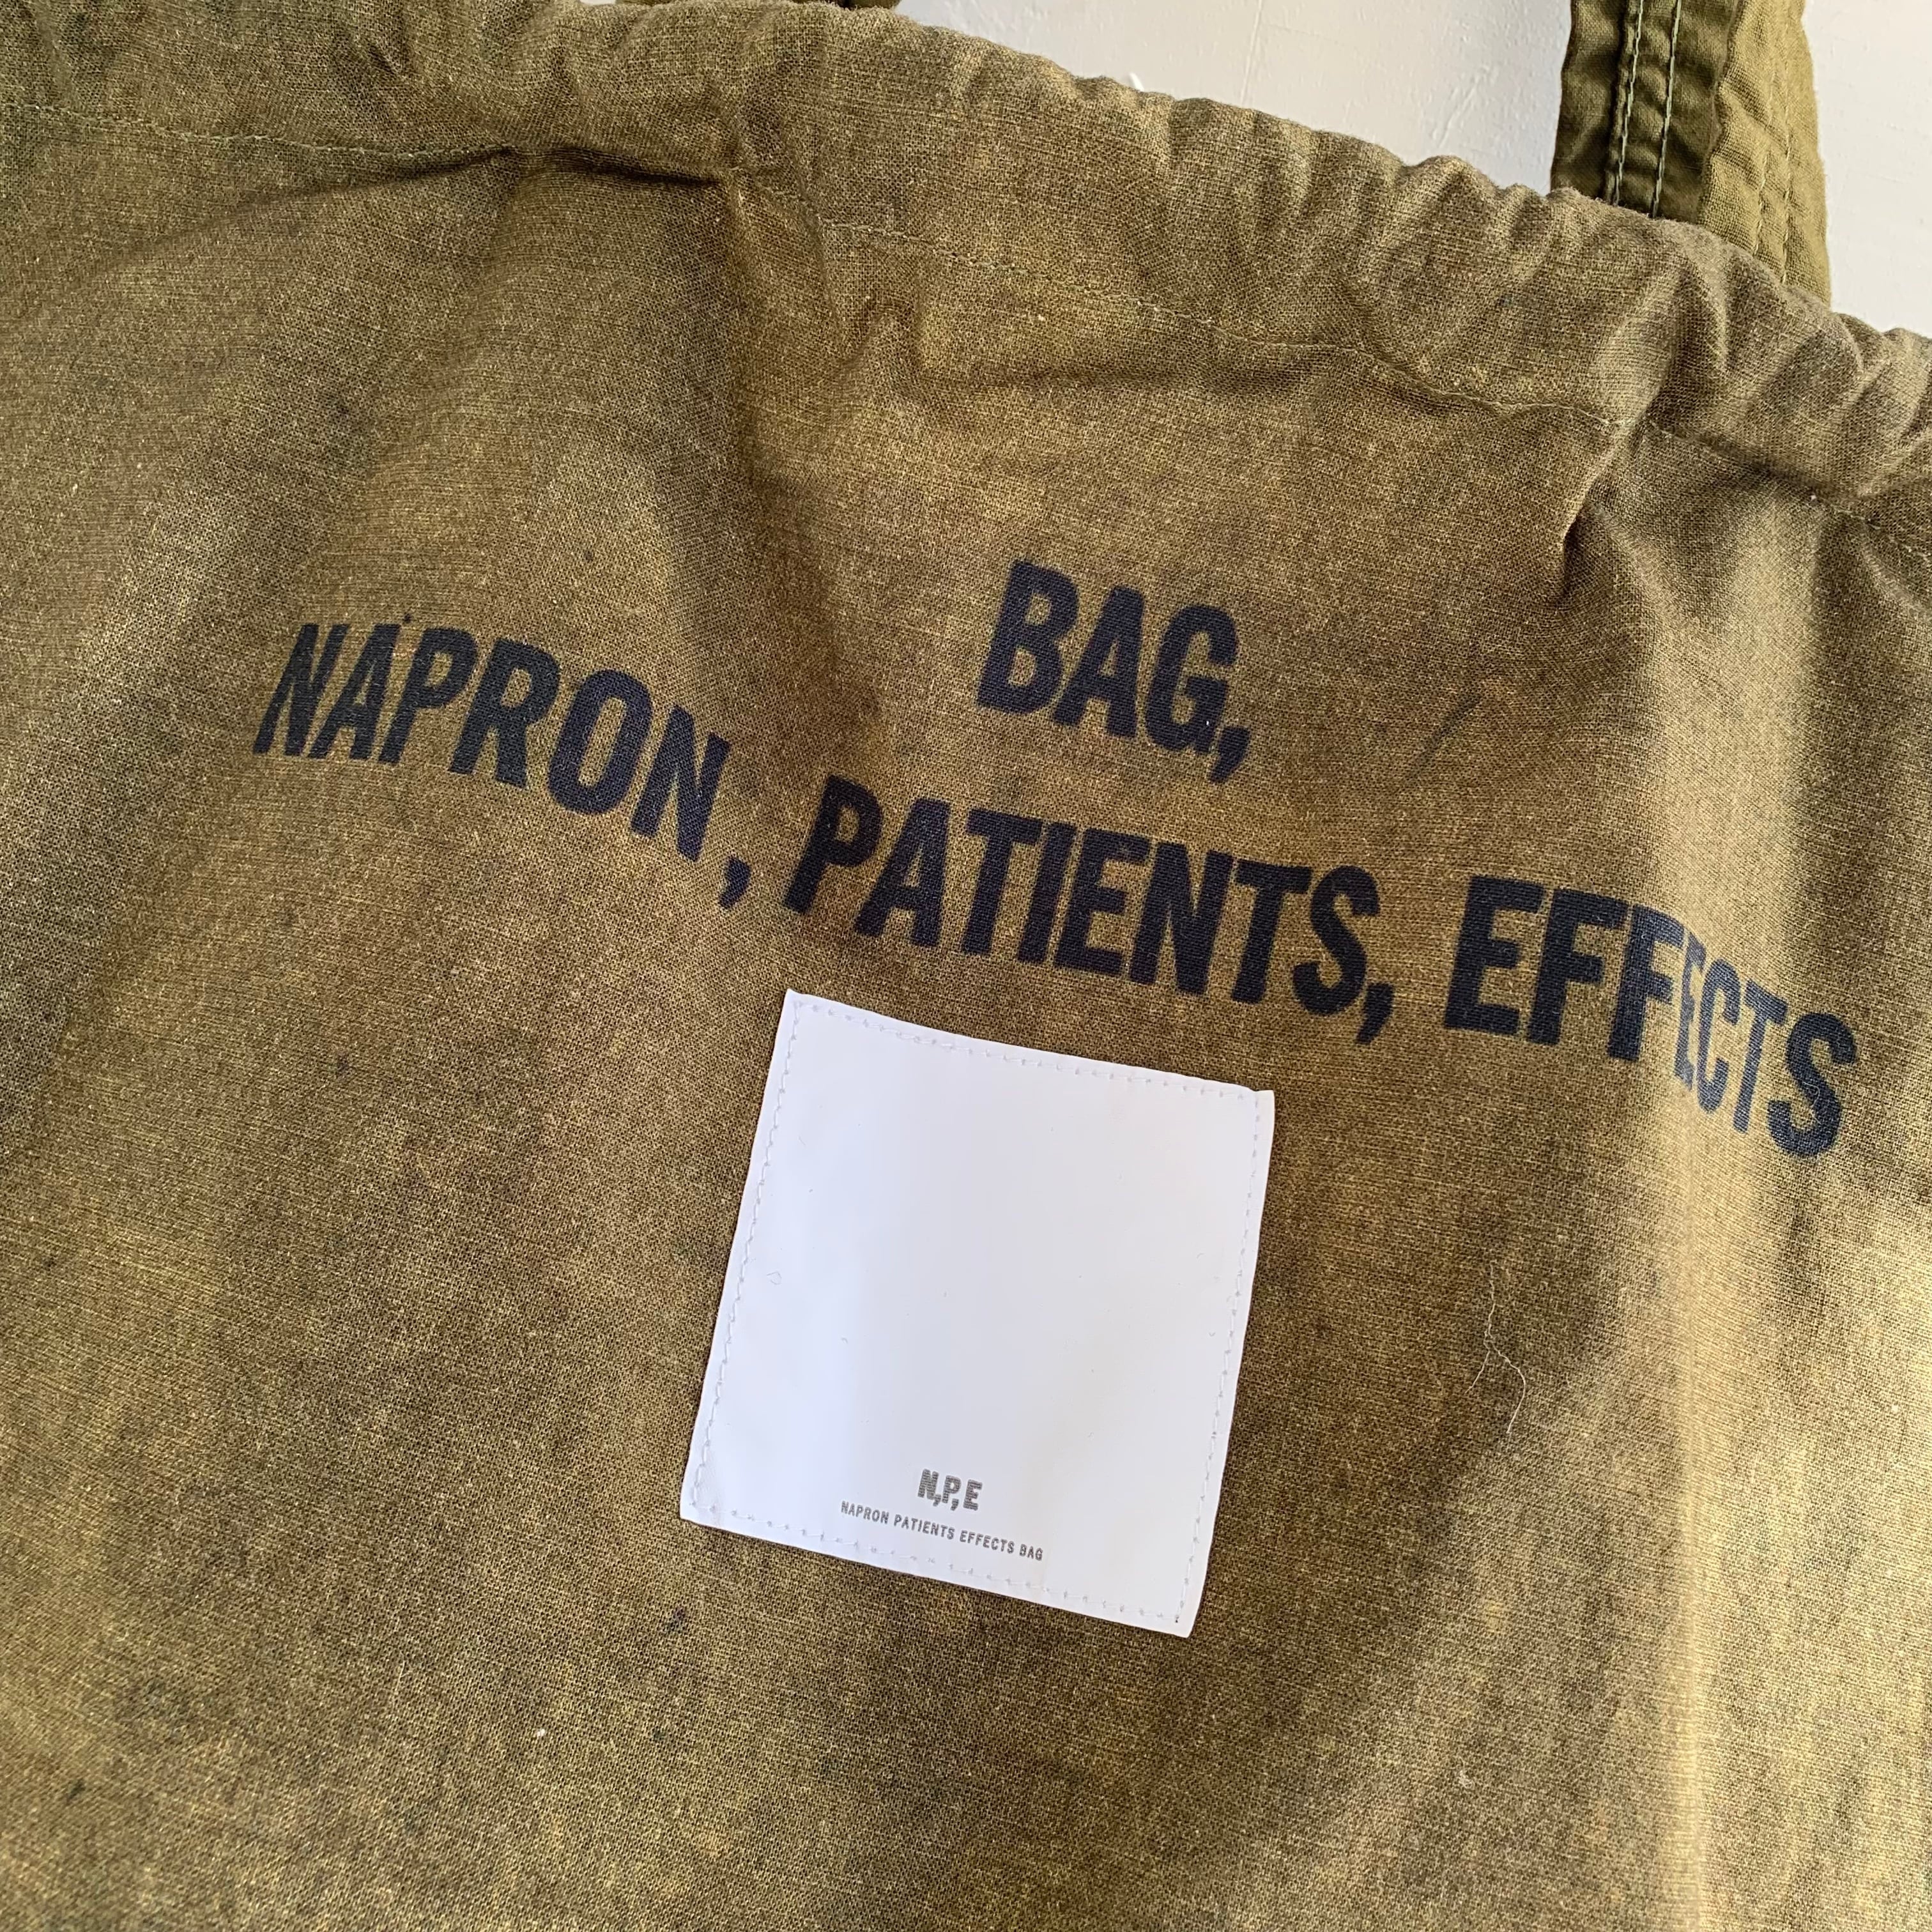 BAG,
NAPRON, PATIENTS, EFFECTS
N,P,E
NAPRON PATIENTS EFFECTS BAG